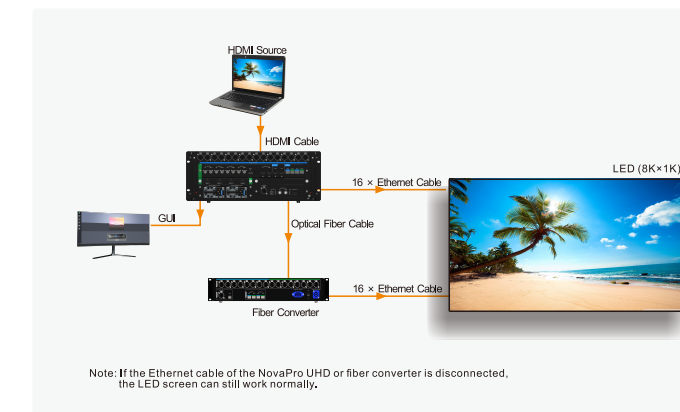 HDMI Source
HDMI Cable
LED (8K×1K)
16 × Ethernet Cable
GUI
Optical Fiber Cable
16 × Ethernet Cable
Fiber Converter
Note: If the Ethernet cable of the NovaPro UHD or fiber converter is disconnected,
the LED screen can still work normally.